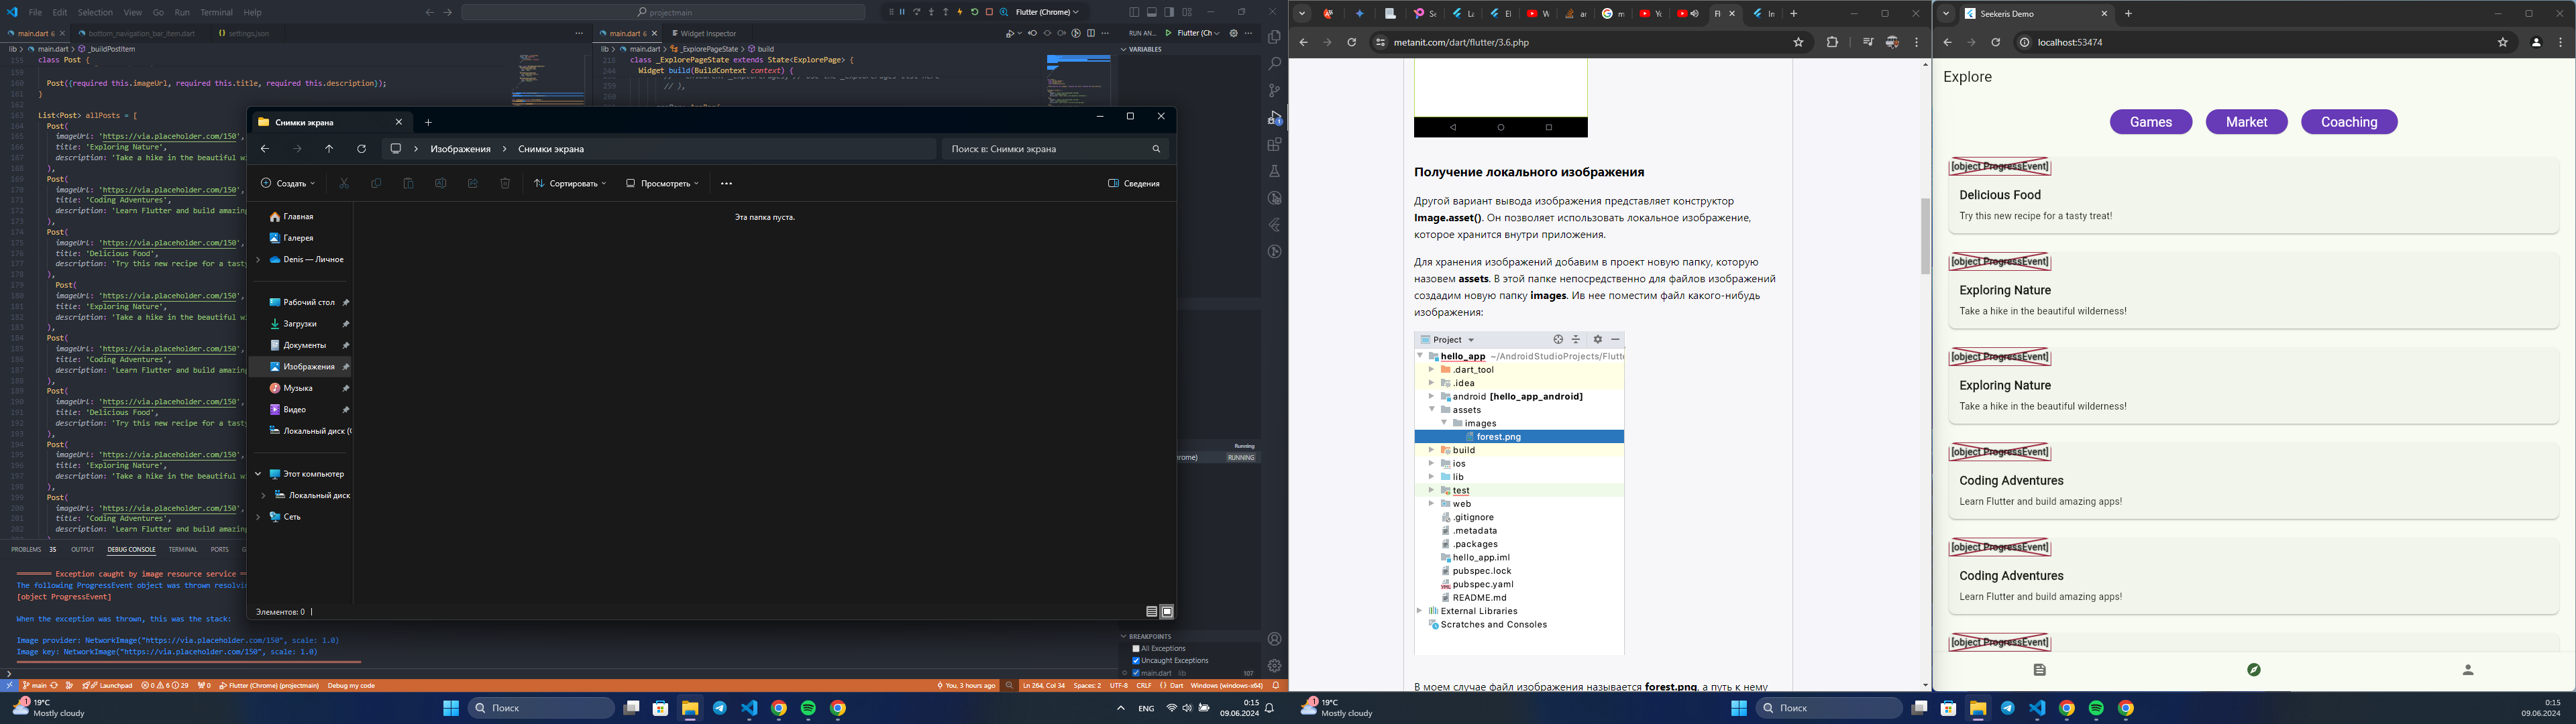 File Edit Selection View Go Run Terminal Help
projectmain
Flutter (Chrome)
main.dart 6
bottom_navigation_bar_item.dart
settings.json
lib > main.dart > _buildPostItem
155 class Post {
159
160 Post({required this.imageUrl, required this.title, required this.description});
161 }
162
163 List<Post> allPosts = [
164 Post(
165 imageUrl: 'https://via.placeholder.com/150',
166 title: 'Exploring Nature',
167 description: 'Take a hike in the beautiful wi
168 ),
169 Post(
170 imageUrl: 'https://via.placeholder.com/150',
171 title: 'Coding Adventures',
172 description: 'Learn Flutter and build amazing
173 ),
174 Post(
175 imageUrl: 'https://via.placeholder.com/150',
176 title: 'Delicious Food',
177 description: 'Try this new recipe for a tasty
178 ),
179 Post(
180 imageUrl: 'https://via.placeholder.com/150',
181 title: 'Exploring Nature',
182 description: 'Take a hike in the beautiful wi
183 ),
184 Post(
185 imageUrl: 'https://via.placeholder.com/150',
186 title: 'Coding Adventures',
187 description: 'Learn Flutter and build amazing
188 ),
189 Post(
190 imageUrl: 'https://via.placeholder.com/150',
191 title: 'Delicious Food',
192 description: 'Try this new recipe for a tasty
193 ),
194 Post(
195 imageUrl: 'https://via.placeholder.com/150',
196 title: 'Exploring Nature',
197 description: 'Take a hike in the beautiful wi
198 ),
199 Post(
200 imageUrl: 'https://via.placeholder.com/150',
201 title: 'Coding Adventures',
202 description: 'Learn Flutter and build amazing
main.dart 6
Widget Inspector
lib > main.dart > _ExplorePageState > build
218 class _ExplorePageState extends State<ExplorePage> {
204 Widget build(BuildContext context) {
259 // ),
260
RUN AN... Flutter (Ch
VARIABLES
Running
hrome) RUNNING
BREAKPOINTS
All Exceptions
Uncaught Exceptions
main.dart lib 107
PROBLEMS 35 OUTPUT DEBUG CONSOLE TERMINAL PORTS G
Exception caught by image resource service
The following ProgressEvent object was thrown resolvi
[object ProgressEvent]
When the exception was thrown, this was the stack:
Image provider: NetworkImage("https://via.placeholder.com/150", scale: 1.0)
Image key: NetworkImage("https://via.placeholder.com/150", scale: 1.0)
main Launchpad 0 6 29 0 Flutter (Chrome) (projectmain) Debug my code
You, 3 hours ago Ln 264, Col 34 Spaces: 2 UTF-8 CRLF Dart Windows (windows-x64)
Снимки экрана
Изображения > Снимки экрана
Поиск в: Снимки экрана
Создать Сортировать Просмотреть Сведения
Главная
Галерея
Denis — Личное
Рабочий стол
Загрузки
Документы
Изображения
Музыка
Видео
Локальный диск (C
Этот компьютер
Локальный диск
Сеть
Эта папка пуста.
Элементов: 0
19°C
Mostly cloudy
Поиск
ENG
0:15
09.06.2024
metanit.com/dart/flutter/3.6.php
Получение локального изображения
Другой вариант вывода изображения представляет конструктор
Image.asset(). Он позволяет использовать локальное изображение,
которое хранится внутри приложения.
Для хранения изображений добавим в проект новую папку, которую
назовем assets. В этой папке непосредственно для файлов изображений
создадим новую папку images. Ив нее поместим файл какого-нибудь
изображения:
Project
hello_app ~/AndroidStudioProjects/Flutte
.dart_tool
.idea
android [hello_app_android]
assets
images
forest.png
build
ios
lib
test
web
.gitignore
.metadata
.packages
hello_app.iml
pubspec.lock
pubspec.yaml
README.md
External Libraries
Scratches and Consoles
В моем случае файл изображения называется forest.png, а путь к нему
19°C
Mostly cloudy
Поиск
Seekeris Demo
localhost:53474
Explore
Games Market Coaching
[object ProgressEvent]
Delicious Food
Try this new recipe for a tasty treat!
[object ProgressEvent]
Exploring Nature
Take a hike in the beautiful wilderness!
[object ProgressEvent]
Exploring Nature
Take a hike in the beautiful wilderness!
[object ProgressEvent]
Coding Adventures
Learn Flutter and build amazing apps!
[object ProgressEvent]
Coding Adventures
Learn Flutter and build amazing apps!
[object ProgressEvent]
0:15
09.06.2024